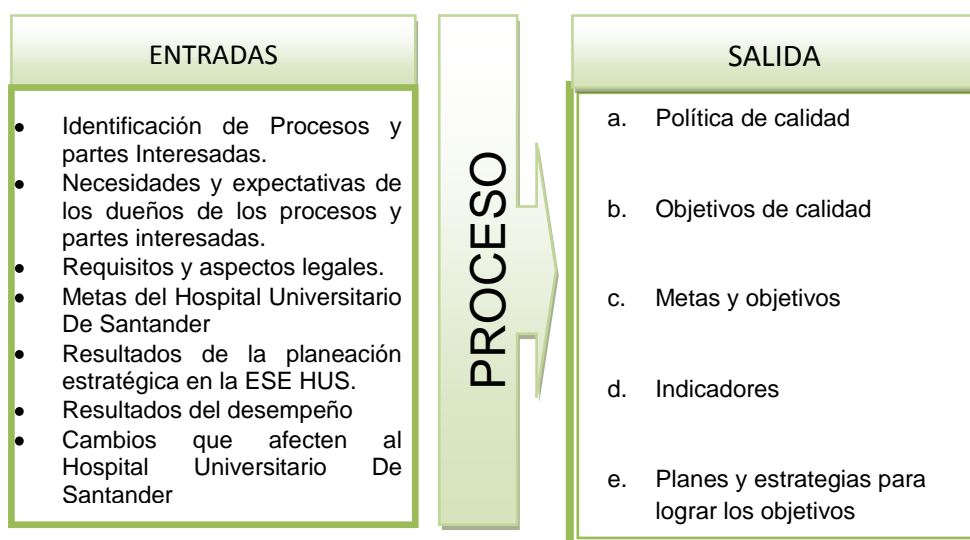 ENTRADAS
• Identificación de Procesos y
partes Interesadas.
• Necesidades y expectativas de
los dueños de los procesos y
partes interesadas.
• Requisitos y aspectos legales.
• Metas del Hospital Universitario
De Santander
• Resultados de la planeación
estratégica en la ESE HUS.
• Resultados del desempeño
• Cambios que afecten al
Hospital Universitario De
Santander
PROCESO
SALIDA
a. Política de calidad
b. Objetivos de calidad
c. Metas y objetivos
d. Indicadores
e. Planes y estrategias para
lograr los objetivos